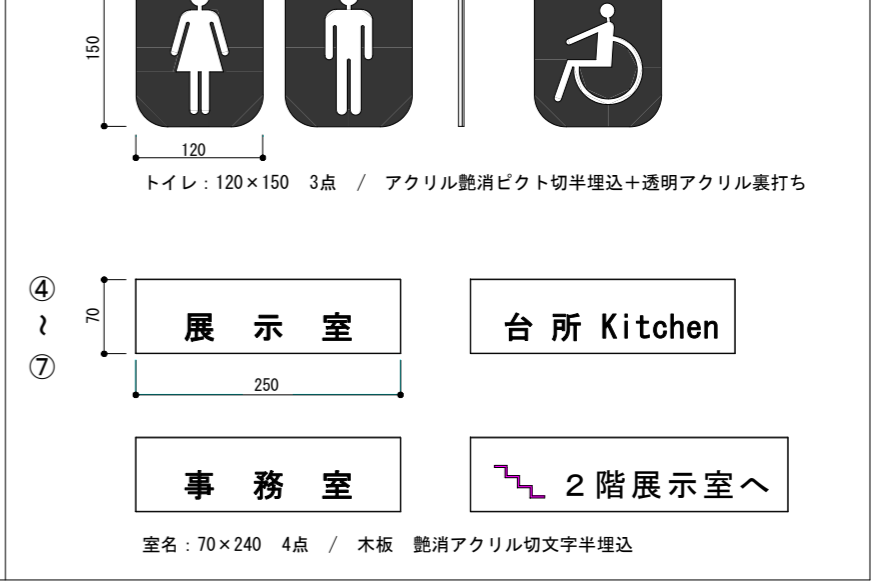 150
120
トイレ：120×150　3点　/　アクリル艶消ピクト切半埋込＋透明アクリル裏打ち
④
～
⑦
70
展　示　室
台 所 Kitchen
250
事　務　室
２階展示室へ
室名：70×240　4点　/　木板　艶消アクリル切文字半埋込